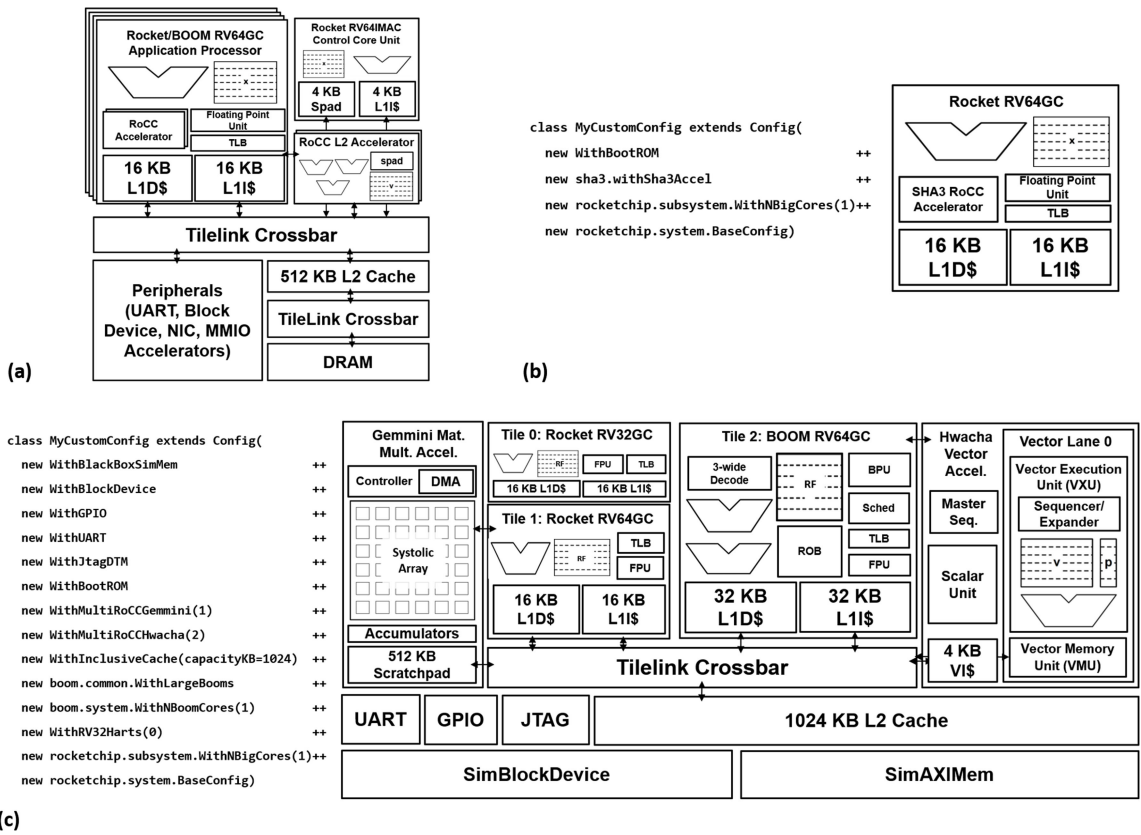 Rocket/BOOM RV64GC
Application Processor
x
RoCC
Accelerator
Floating Point
Unit
TLB
16 KB
L1D$
16 KB
L1I$
Rocket RV64IMAC
Control Core Unit
x
4 KB
Spad
4 KB
L1I$
RoCC L2 Accelerator
spad
v
Tilelink Crossbar
Peripherals
(UART, Block
Device, NIC, MMIO
Accelerators)
512 KB L2 Cache
TileLink Crossbar
DRAM
(a)
class MyCustomConfig extends Config(
new WithBootROM ++
new sha3.withSha3Accel ++
new rocketchip.subsystem.WithNBigCores(1)++
new rocketchip.system.BaseConfig)
Rocket RV64GC
x
SHA3 RoCC
Accelerator
Floating Point
Unit
TLB
16 KB
L1D$
16 KB
L1I$
(b)
class MyCustomConfig extends Config(
new WithBlackBoxSimMem ++
new WithBlockDevice ++
new WithGPIO ++
new WithUART ++
new WithJtagDTM ++
new WithBootROM ++
new WithMultiRoCCGemmini(1) ++
new WithMultiRoCCHwacha(2) ++
new WithInclusiveCache(capacityKB=1024) ++
new boom.common.WithLargeBooms ++
new boom.system.WithNBoomCores(1) ++
new WithRV32Harts(0) ++
new rocketchip.subsystem.WithNBigCores(1)++
new rocketchip.system.BaseConfig)
Gemmini Mat.
Mult. Accel.
Controller
DMA
Systolic
Array
Accumulators
512 KB
Scratchpad
Tile 0: Rocket RV32GC
RF
FPU
TLB
16 KB L1D$
16 KB L1I$
Tile 1: Rocket RV64GC
RF
TLB
FPU
16 KB
L1D$
16 KB
L1I$
Tile 2: BOOM RV64GC
3-wide
Decode
RF
BPU
Sched
ROB
TLB
FPU
32 KB
L1D$
32 KB
L1I$
Hwacha
Vector
Accel.
Master
Seq.
Scalar
Unit
4 KB
VI$
Vector Lane 0
Vector Execution
Unit (VXU)
Sequencer/
Expander
v
p
Vector Memory
Unit (VMU)
Tilelink Crossbar
UART
GPIO
JTAG
1024 KB L2 Cache
SimBlockDevice
SimAXIMem
(c)